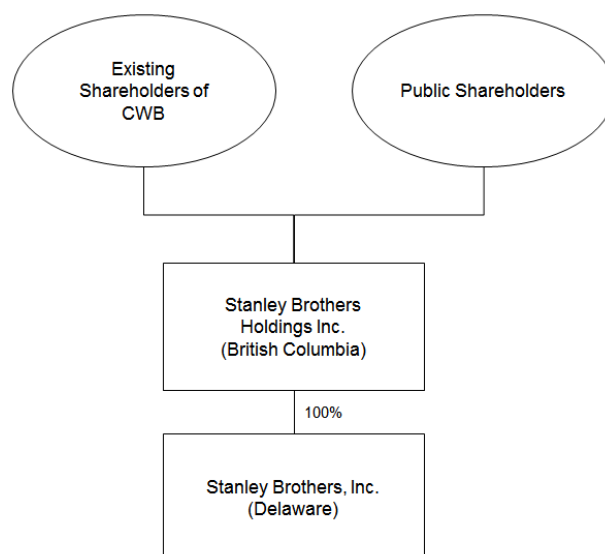 Existing
Shareholders of
CWB
Public Shareholders
Stanley Brothers
Holdings Inc.
(British Columbia)
100%
Stanley Brothers, Inc.
(Delaware)